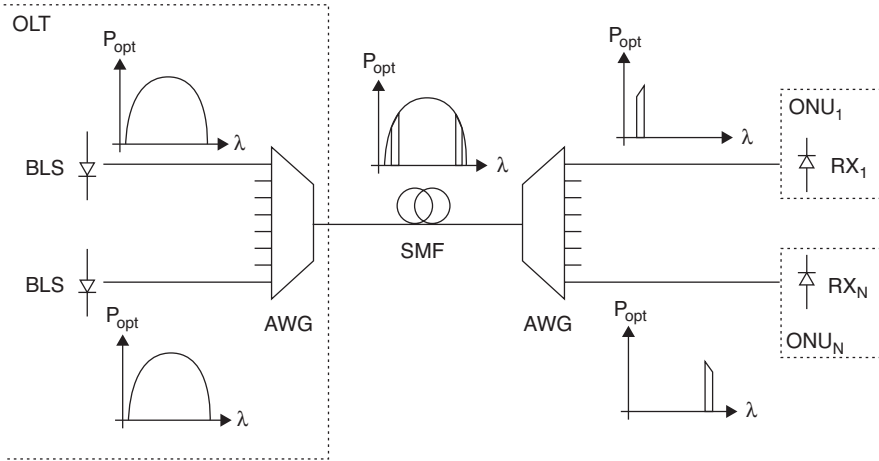 OLT
P_opt
λ
BLS
BLS
P_opt
λ
AWG
P_opt
λ
SMF
AWG
P_opt
λ
ONU_1
RX_1
RX_N
ONU_N
P_opt
λ